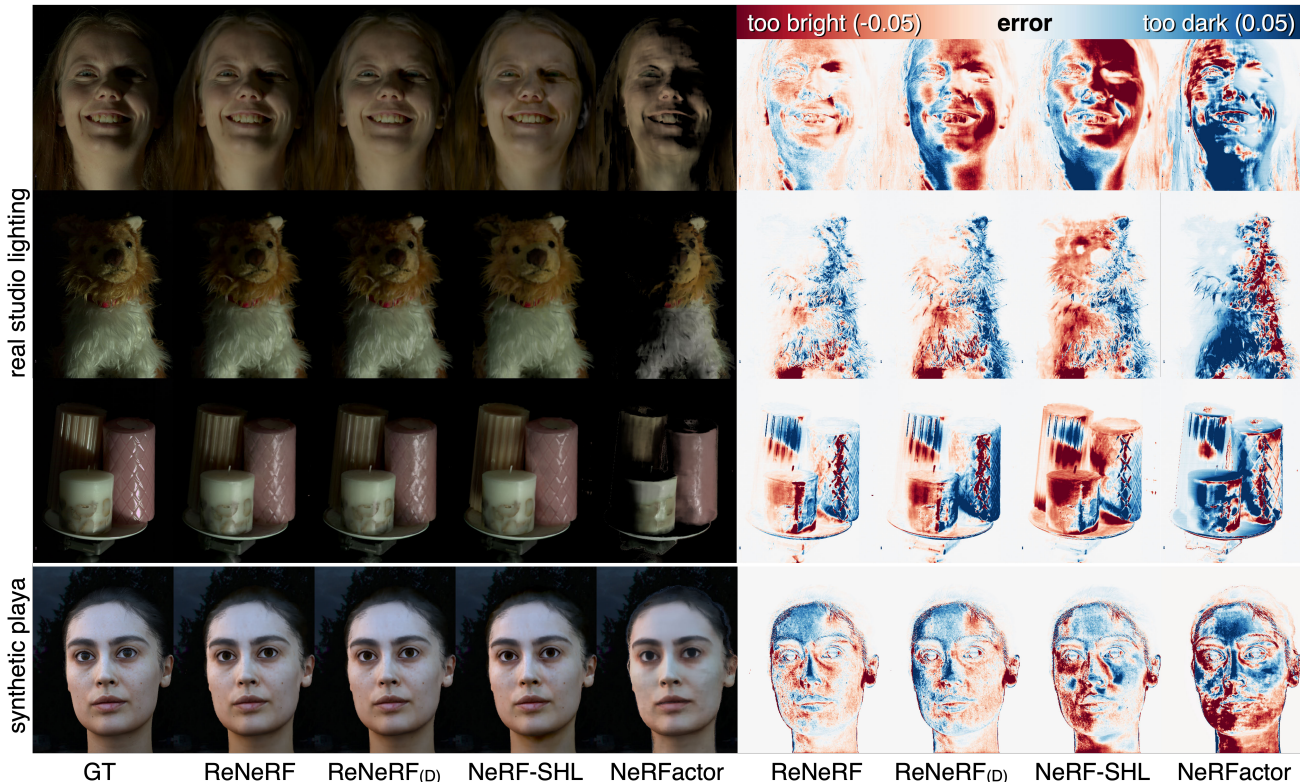 too bright (-0.05) error too dark (0.05)
real studio lighting
synthetic playa
GT ReNeRF ReNeRF(D) NeRF-SHL NeRFactor ReNeRF ReNeRF(D) NeRF-SHL NeRFactor